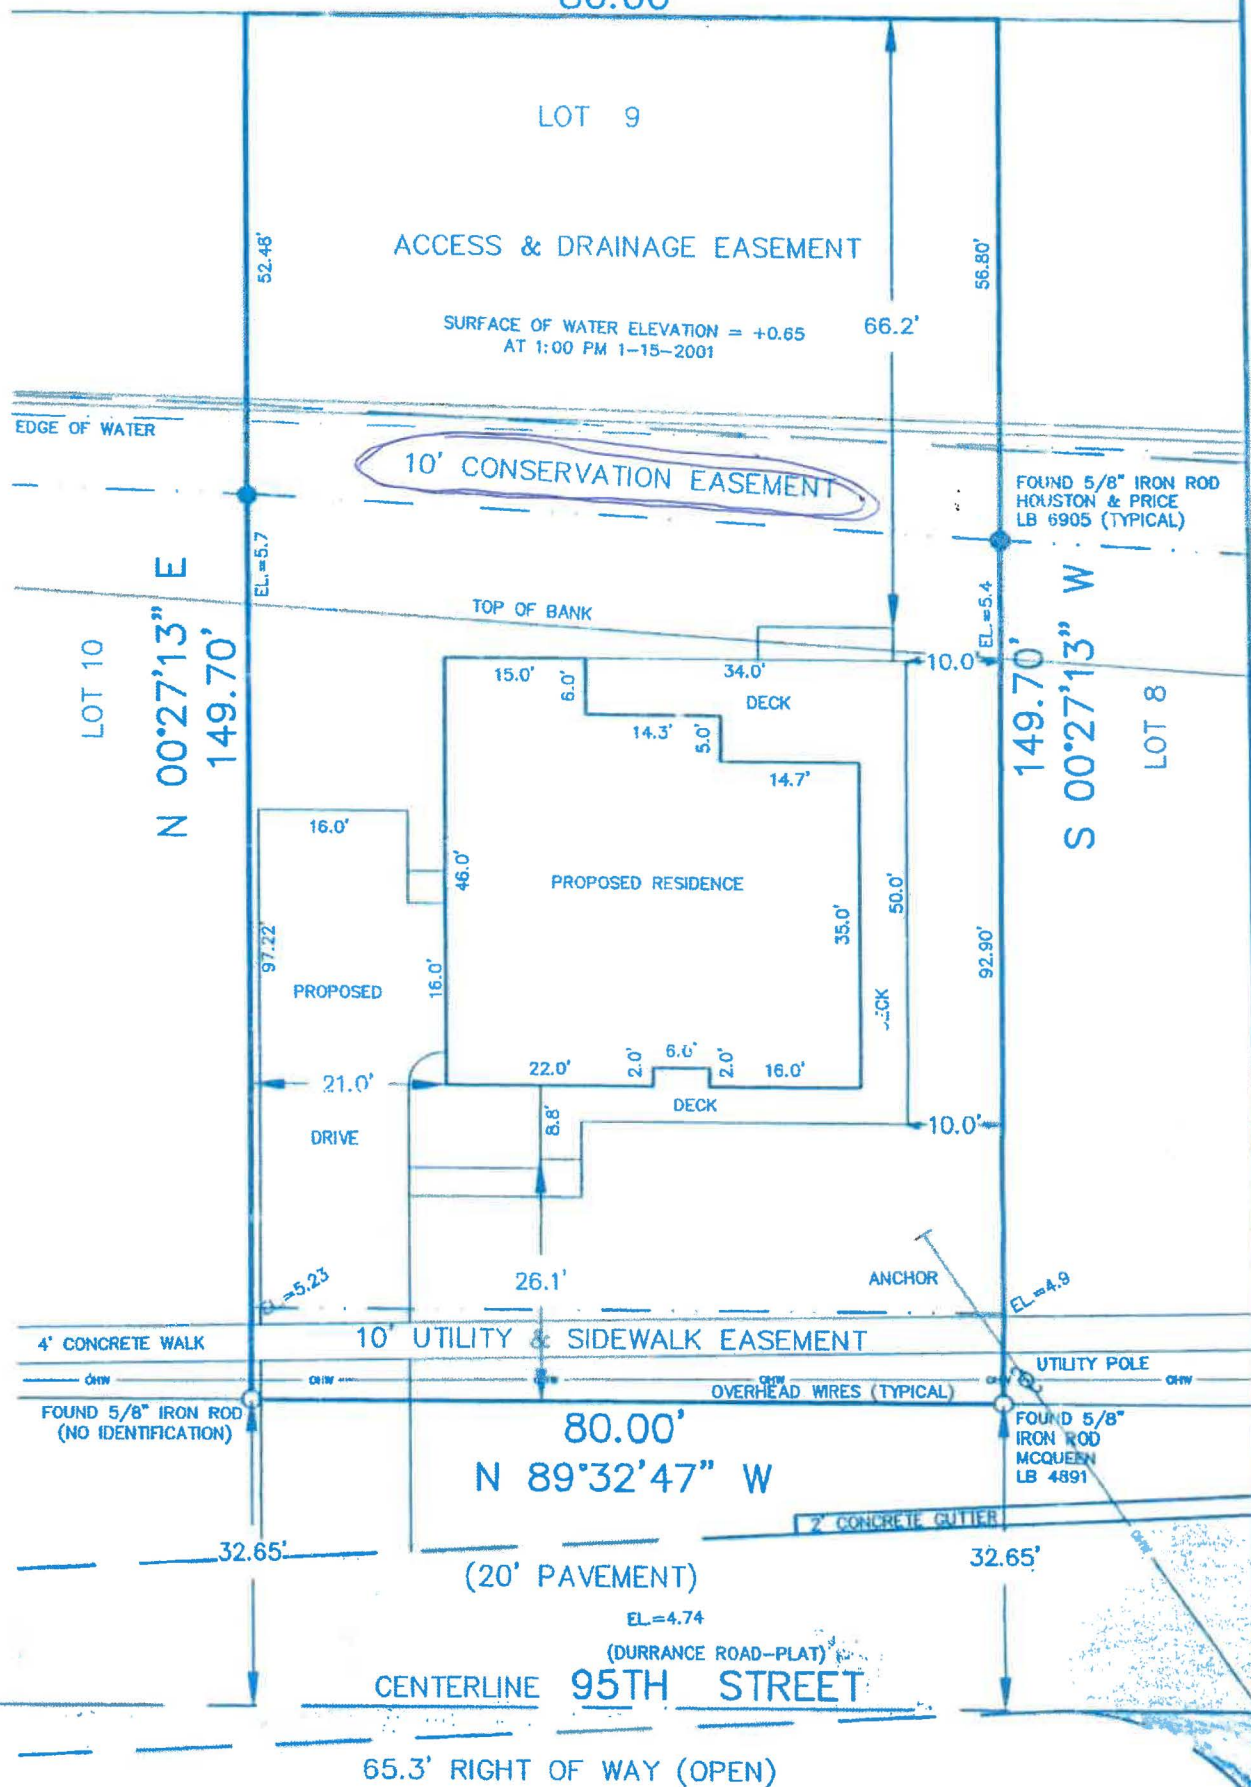 80.00'
LOT 9
ACCESS & DRAINAGE EASEMENT
52.48'
56.80'
SURFACE OF WATER ELEVATION = +0.65
AT 1:00 PM 1-15-2001
66.2'
EDGE OF WATER
10' CONSERVATION EASEMENT
FOUND 5/8" IRON ROD
HOUSTON & PRICE
LB 6905 (TYPICAL)
EL.=5.7
EL.=5.4
TOP OF BANK
LOT 10
N 00°27'13" E
149.70'
149.70'
S 00°27'13" W
LOT 8
15.0'
6.0'
34.0'
10.0'
DECK
14.3'
5.0'
14.7'
16.0'
46.0'
PROPOSED RESIDENCE
50.0'
35.0'
97.22'
92.90'
PROPOSED
16.0'
DECK
22.0'
2.0'
6.0'
2.0'
16.0'
21.0'
DECK
8.8'
10.0'
DRIVE
26.1'
ANCHOR
EL.=5.23
EL.=4.9
4' CONCRETE WALK
10' UTILITY & SIDEWALK EASEMENT
UTILITY POLE
OHW
OHW
OHW
OHW
OHW
OHW
OVERHEAD WIRES (TYPICAL)
FOUND 5/8" IRON ROD
(NO IDENTIFICATION)
80.00'
N 89°32'47" W
FOUND 5/8"
IRON ROD
MCQUEEN
LB 4891
2' CONCRETE GUTTER
OHW
32.65'
32.65'
(20' PAVEMENT)
EL.=4.74
(DURRANCE ROAD-PLAT)
CENTERLINE 95TH STREET
65.3' RIGHT OF WAY (OPEN)